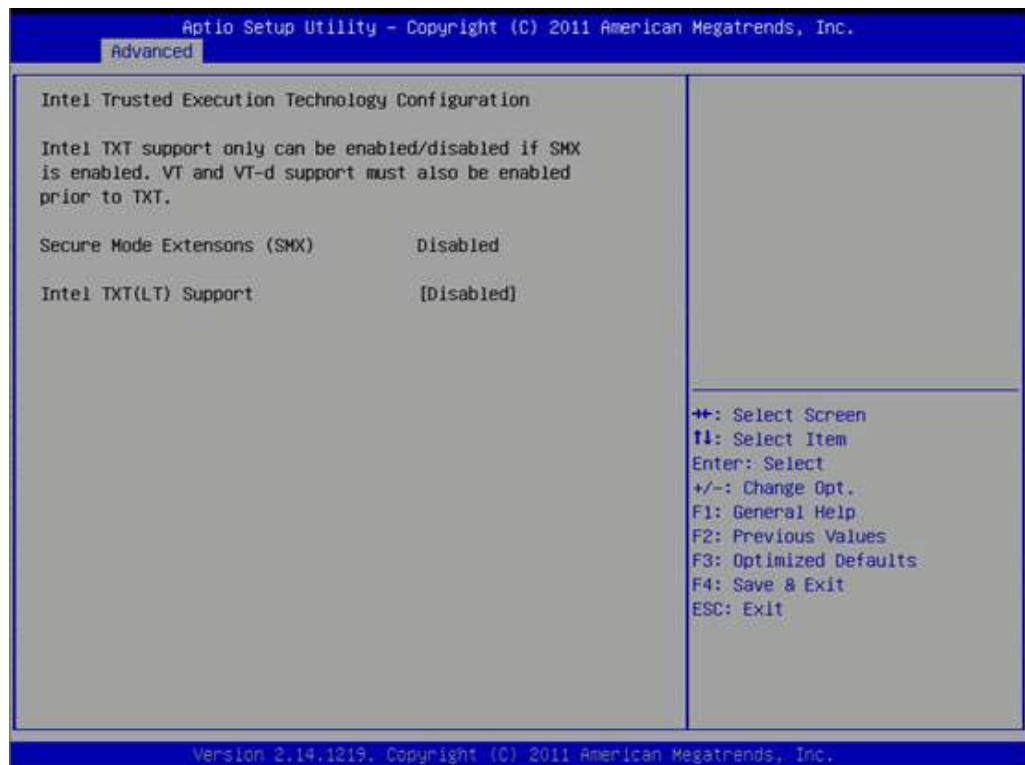 Aptio Setup Utility – Copyright (C) 2011 American Megatrends, Inc.
Advanced
Intel Trusted Execution Technology Configuration
Intel TXT support only can be enabled/disabled if SMX
is enabled. VT and VT-d support must also be enabled
prior to TXT.
Secure Mode Extensons (SMX) Disabled
Intel TXT(LT) Support [Disabled]
→←: Select Screen
↑↓: Select Item
Enter: Select
+/-: Change Opt.
F1: General Help
F2: Previous Values
F3: Optimized Defaults
F4: Save & Exit
ESC: Exit
Version 2.14.1219. Copyright (C) 2011 American Megatrends, Inc.